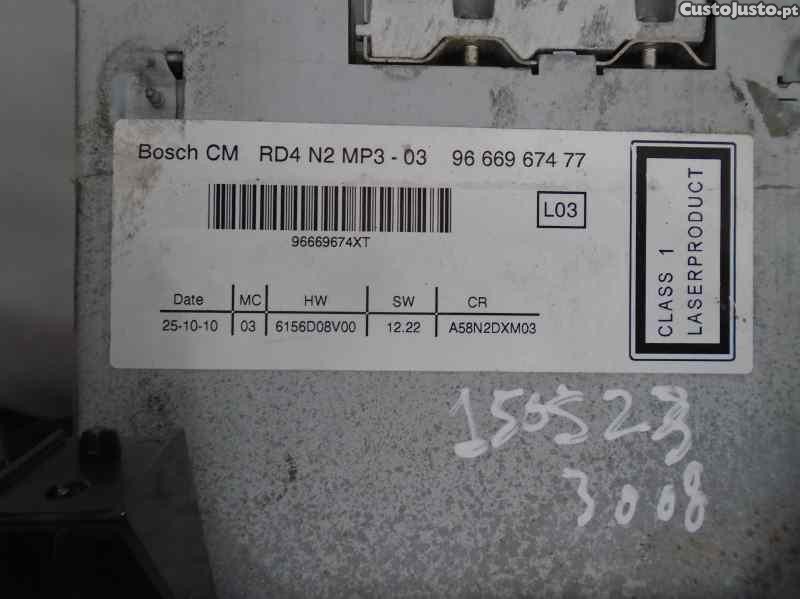 CustoJusto.pt
Bosch CM RD4 N2 MP3 - 03 96 669 674 77
96669674XT
L03
CLASS 1
LASERPRODUCT
Date MC HW SW CR
25-10-10 03 6156D08V00 12.22 A58N2DXM03
150523
3008